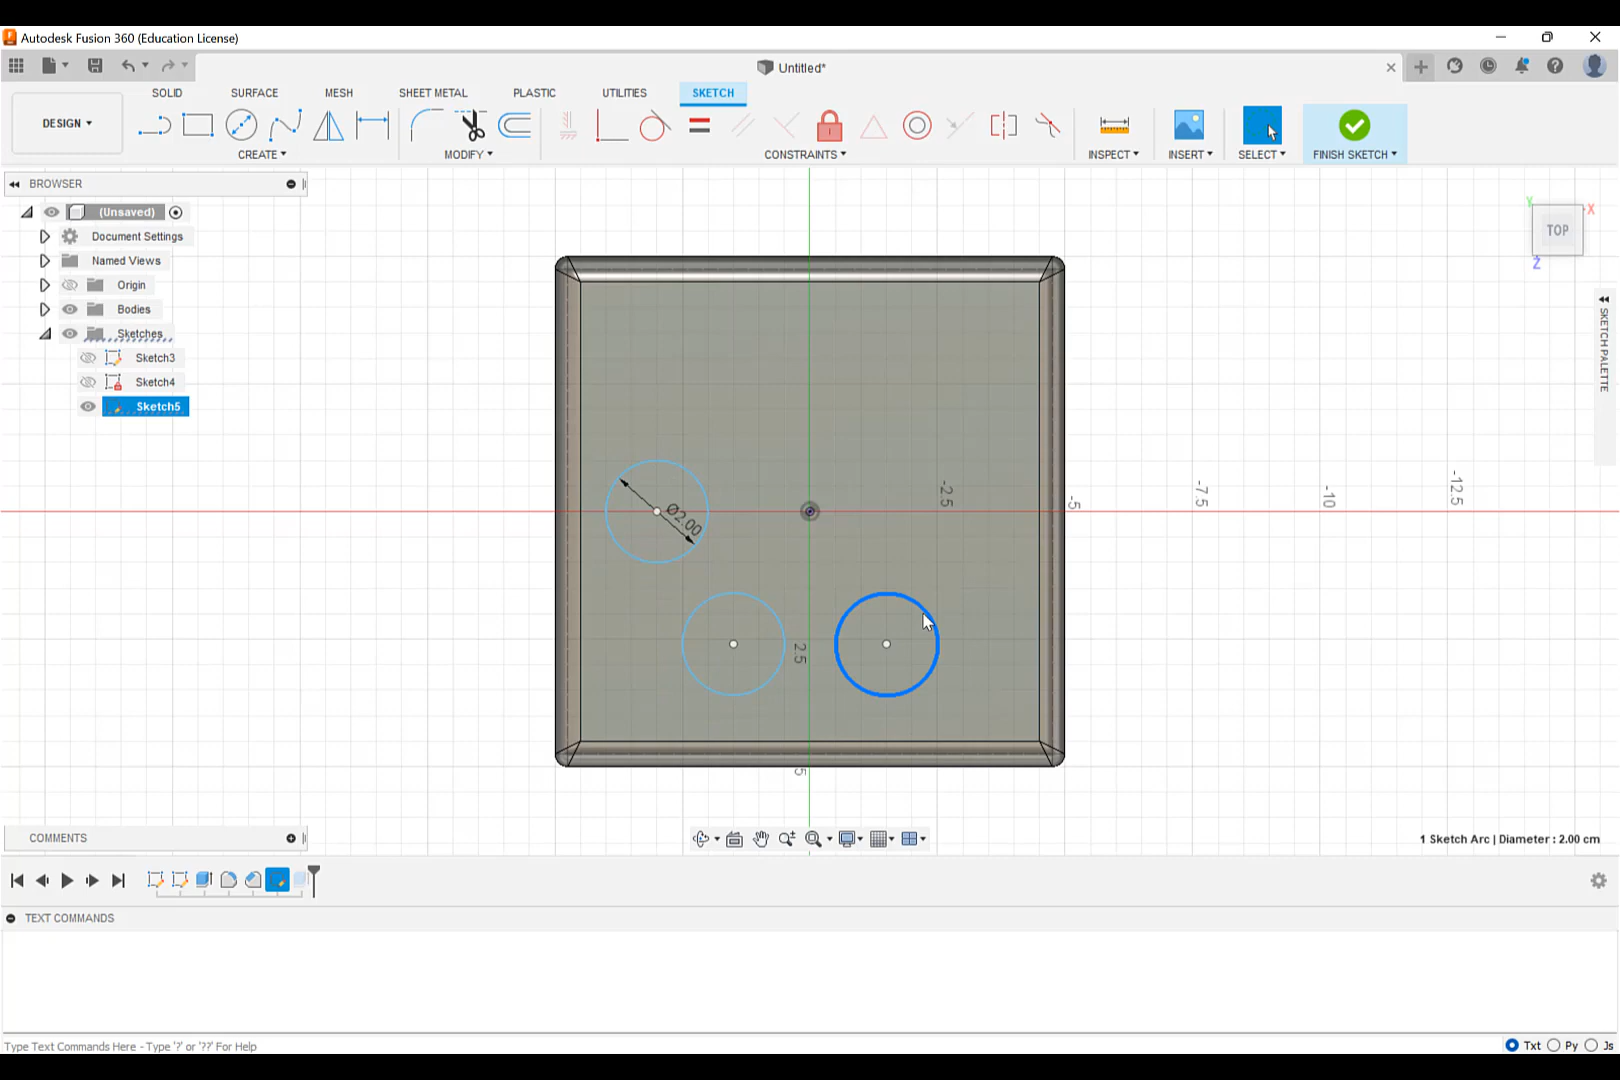 Autodesk Fusion 360 (Education License)
Untitled*
SOLID SURFACE MESH SHEET METAL PLASTIC UTILITIES SKETCH
DESIGN ▾
CREATE ▾ MODIFY ▾ CONSTRAINTS ▾ INSPECT ▾ INSERT ▾ SELECT ▾ FINISH SKETCH ▾
BROWSER
(Unsaved)
Document Settings
Named Views
Origin
Bodies
Sketches
Sketch3
Sketch4
Sketch5
Y
X
TOP
Z
SKETCH PALETTE
-2.5
-5
-7.5
-10
-12.5
Ø2.00
2.5
5
COMMENTS
1 Sketch Arc | Diameter : 2.00 cm
TEXT COMMANDS
Type Text Commands Here - Type '?' or '??' For Help
Txt Py Js